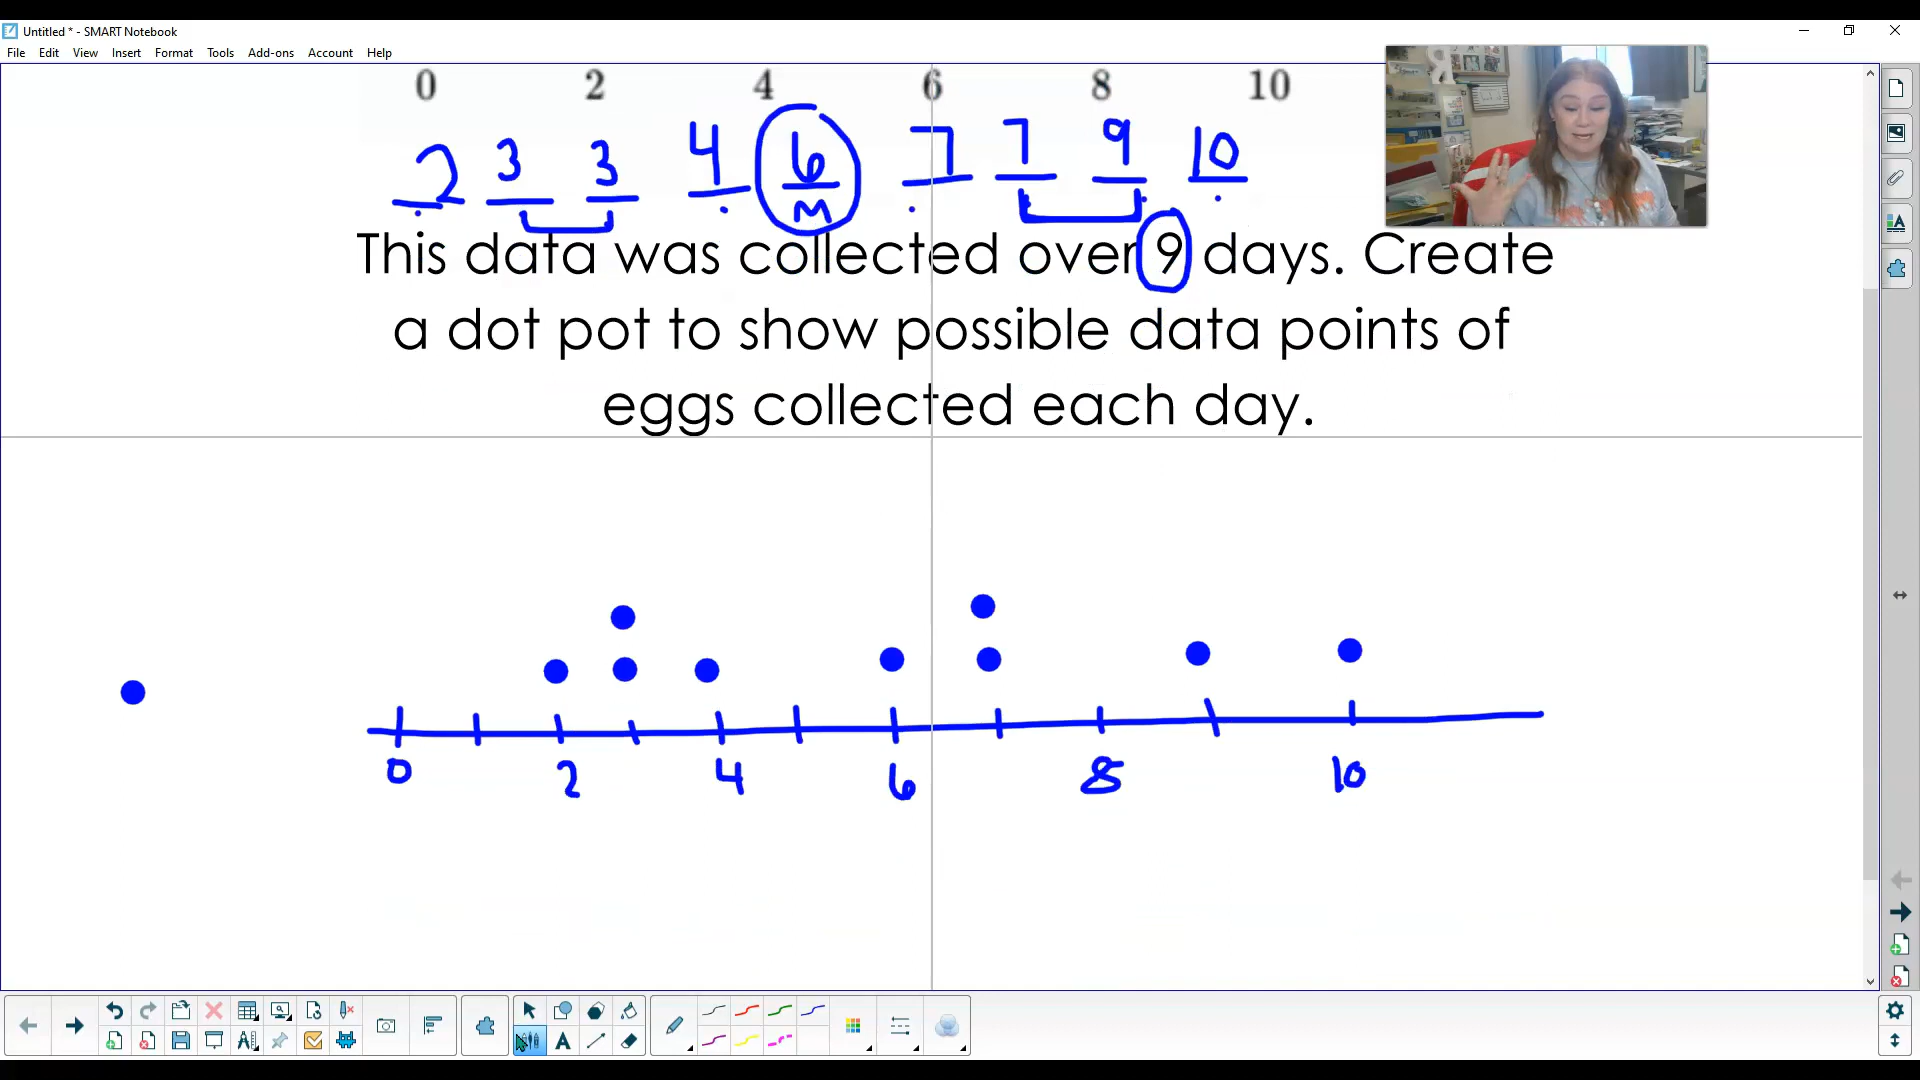 Untitled * - SMART Notebook
File Edit View Insert Format Tools Add-ons Account Help
0 2 4 6 8 10
2 3 3 4 6 7 7 9 10
M
This data was collected over 9 days. Create
a dot pot to show possible data points of
eggs collected each day.
0 2 4 6 8 10